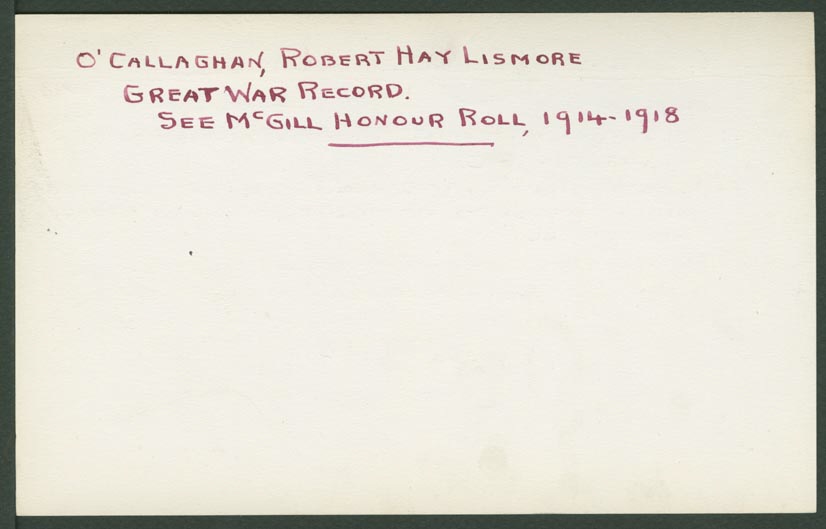 O'Callaghan, Robert Hay Lismore
Great War Record.
See McGill Honour Roll, 1914-1918